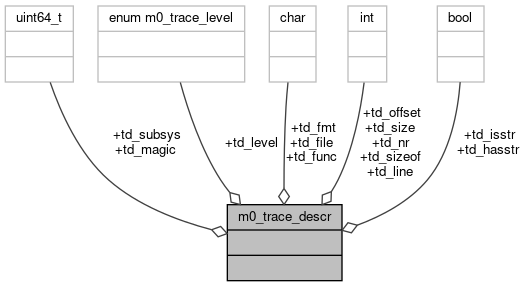 uint64_t
enum m0_trace_level
char
int
bool
+td_subsys
+td_magic
+td_level
+td_fmt
+td_file
+td_func
+td_offset
+td_size
+td_nr
+td_sizeof
+td_line
+td_isstr
+td_hasstr
m0_trace_descr